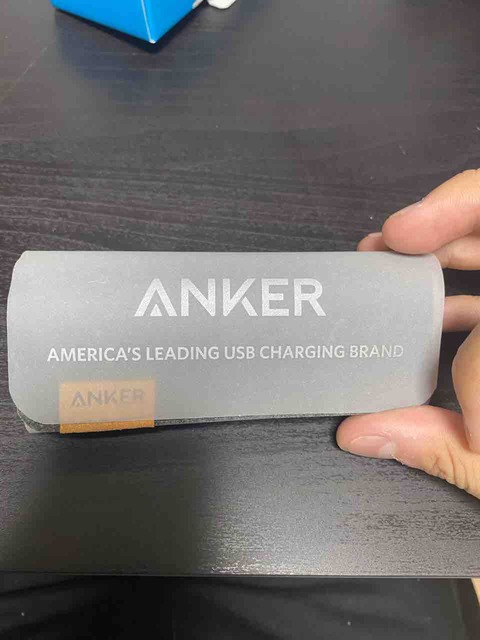 ANKER
AMERICA'S LEADING USB CHARGING BRAND
ANKER